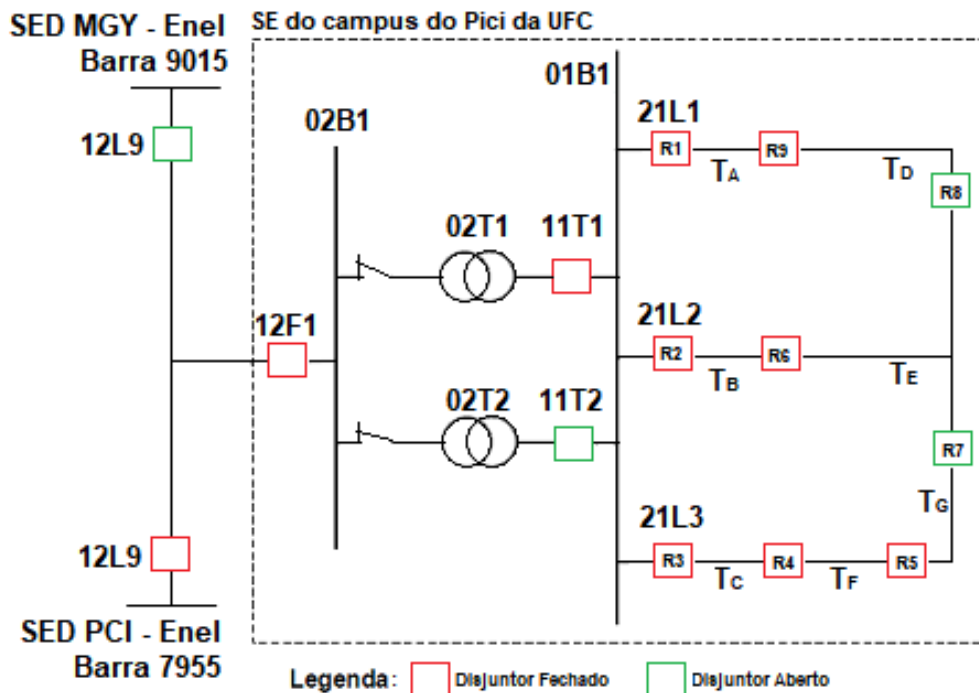 SED MGY - Enel
Barra 9015
SE do campus do Pici da UFC
12L9
02B1
01B1
21L1
R1
TA
R9
TD
R8
02T1
11T1
12F1
21L2
R2
TB
R6
TE
02T2
11T2
R7
TG
21L3
R3
TC
R4
TF
R5
12L9
SED PCI - Enel
Barra 7955
Legenda: Disjuntor Fechado Disjuntor Aberto